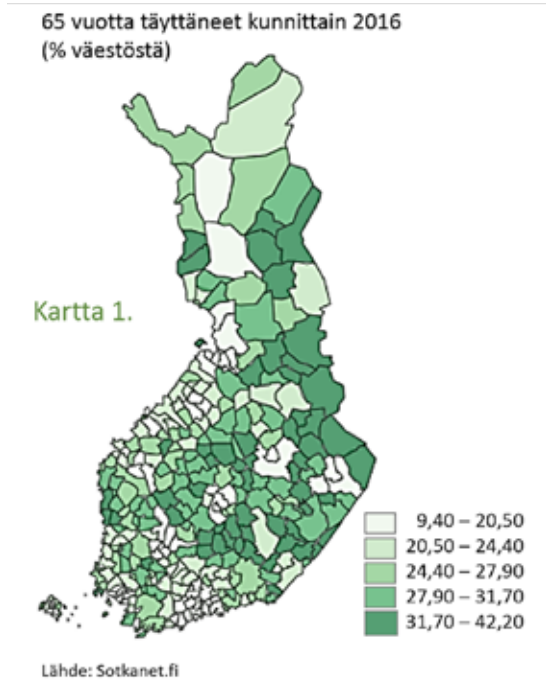 65 vuotta täyttäneet kunnittain 2016
(% väestöstä)
Kartta 1.
9,40 – 20,50
20,50 – 24,40
24,40 – 27,90
27,90 – 31,70
31,70 – 42,20
Lähde: Sotkanet.fi